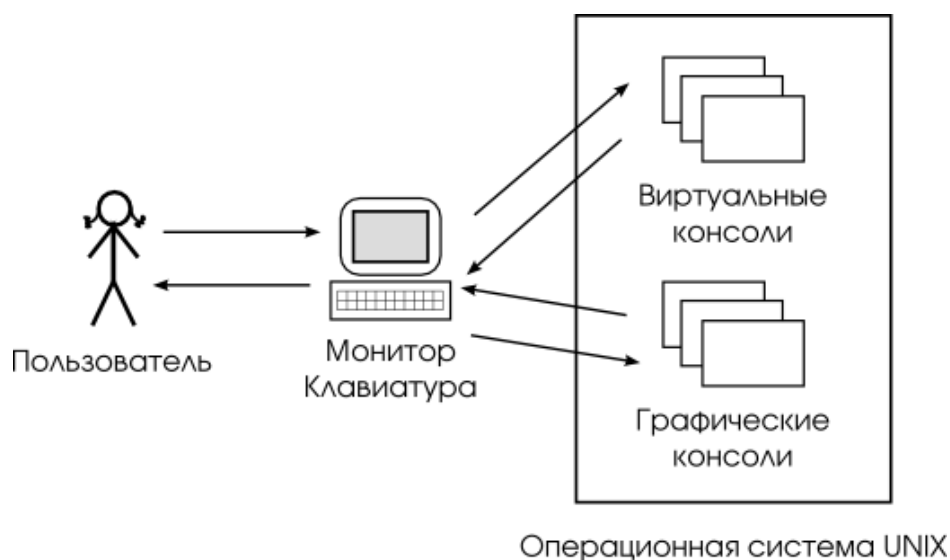 Виртуальные
консоли
Пользователь
Монитор
Клавиатура
Графические
консоли
Операционная система UNIX